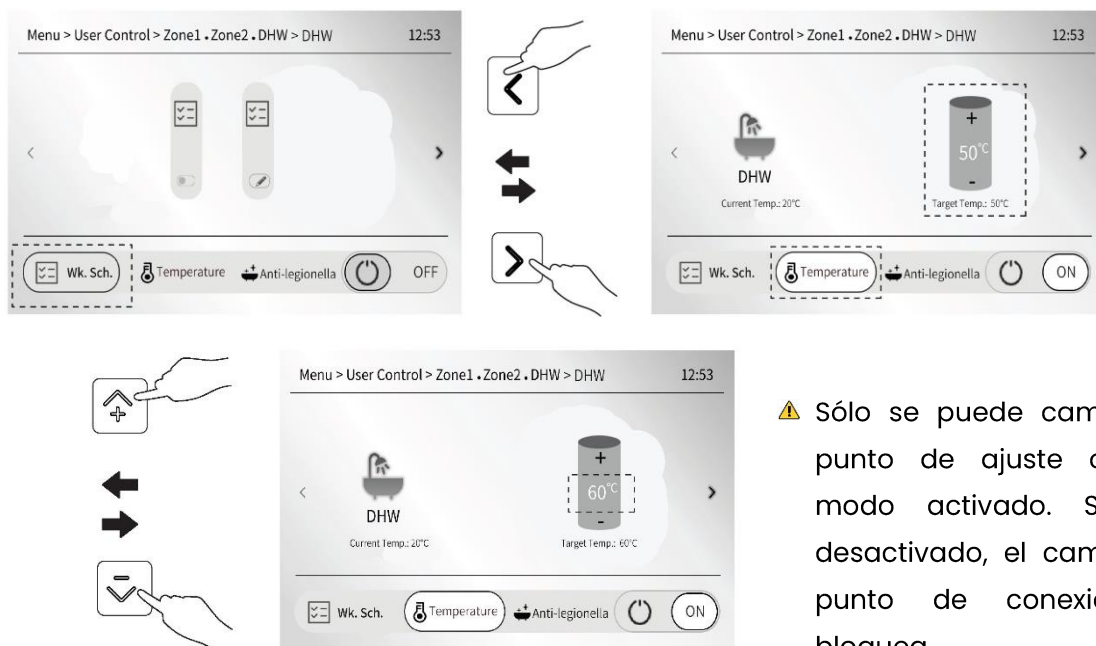 Menu > User Control > Zone1 • Zone2 • DHW > DHW 12:53
Wk. Sch. Temperature Anti-legionella OFF
Menu > User Control > Zone1 • Zone2 • DHW > DHW 12:53
+
50°C
-
DHW
Current Temp.: 20°C Target Temp.: 50°C
Wk. Sch. Temperature Anti-legionella ON
Menu > User Control > Zone1 • Zone2 • DHW > DHW 12:53
+
60°C
-
DHW
Current Temp.: 20°C Target Temp.: 60°C
Wk. Sch. Temperature Anti-legionella ON
Sólo se puede
punto de ajuste
modo activado.
desactivado, el
punto de